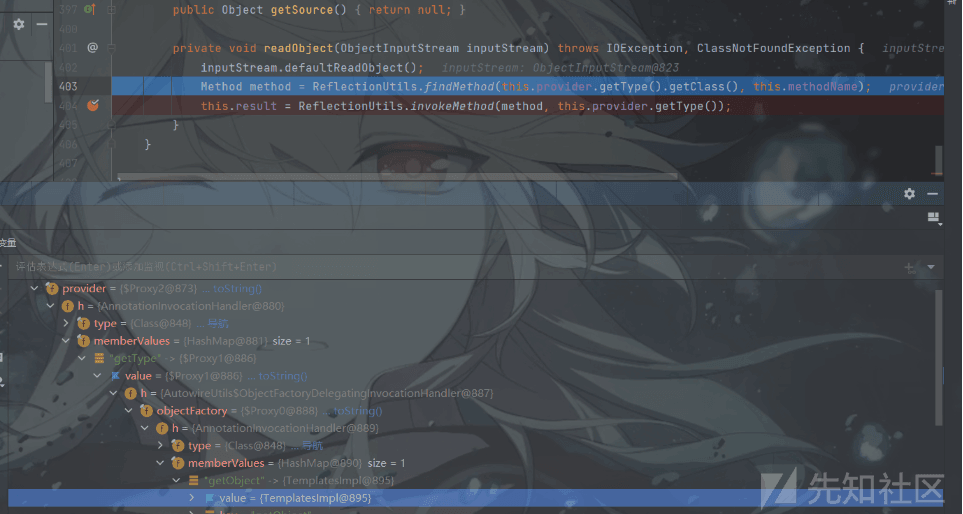 397 public Object getSource() { return null; }
400
401 @ private void readObject(ObjectInputStream inputStream) throws IOException, ClassNotFoundException { inputStre
402 inputStream.defaultReadObject(); inputStream: ObjectInputStream@823
403 Method method = ReflectionUtils.findMethod(this.provider.getType().getClass(), this.methodName); provider
404 this.result = ReflectionUtils.invokeMethod(method, this.provider.getType());
405 }
406 }
407
变量
评估表达式(Enter)或添加监视(Ctrl+Shift+Enter)
provider = {$Proxy2@873} ... toString()
h = {AnnotationInvocationHandler@880}
type = {Class@848} ... 导航
memberValues = {HashMap@881} size = 1
"getType" -> {$Proxy1@886}
value = {$Proxy1@886} ... toString()
h = {AutowireUtils$ObjectFactoryDelegatingInvocationHandler@887}
objectFactory = {$Proxy0@888} ... toString()
h = {AnnotationInvocationHandler@889}
type = {Class@848} ... 导航
memberValues = {HashMap@890} size = 1
"getObject" -> {TemplatesImpl@895}
value = {TemplatesImpl@895}
先知社区